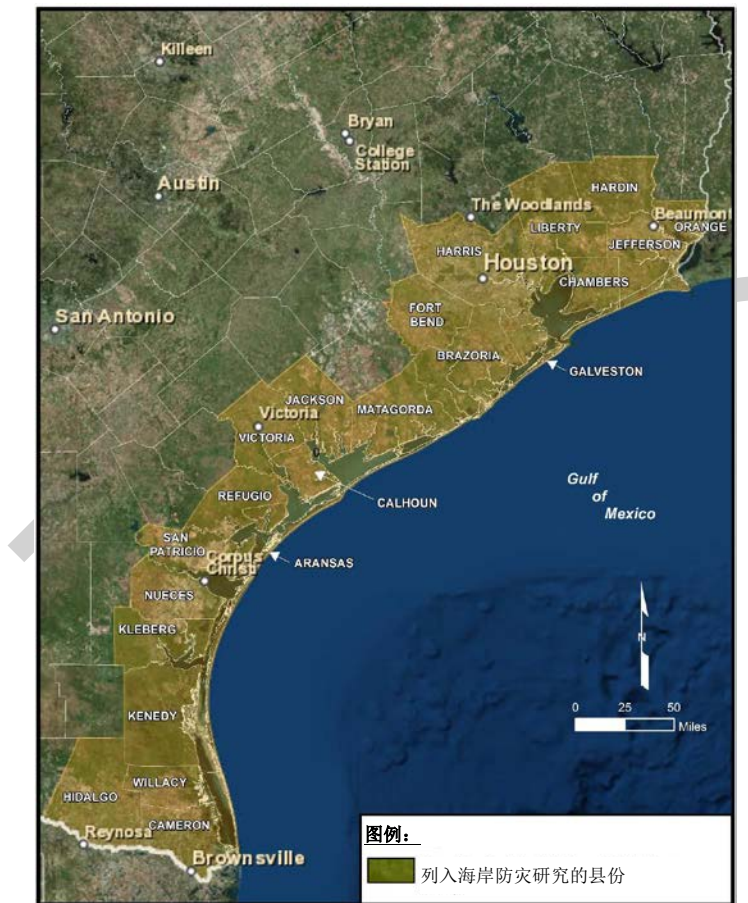 Killeen
Bryan
College
Station
Austin
HARDIN
The Woodlands
Beaumont
LIBERTY
ORANGE
HARRIS
JEFFERSON
Houston
CHAMBERS
FORT
BEND
San Antonio
BRAZORIA
GALVESTON
JACKSON
MATAGORDA
Victoria
VICTORIA
Gulf
of
Mexico
REFUGIO
CALHOUN
SAN
PATRICIO
Corpus
Christi
ARANSAS
NUECES
KLEBERG
N
KENEDY
0 25 50
Miles
WILLACY
HIDALGO
CAMERON
Reynosa
Brownsville
图例：
列入海岸防灾研究的县份